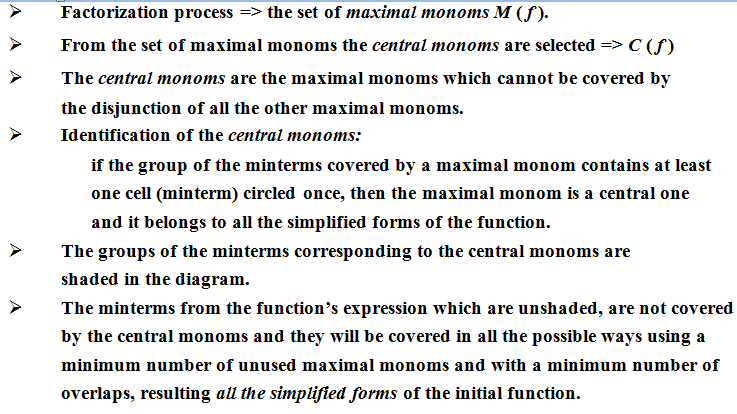 ➢ Factorization process => the set of maximal monoms M (f).
➢ From the set of maximal monoms the central monoms are selected => C (f)
➢ The central monoms are the maximal monoms which cannot be covered by
the disjunction of all the other maximal monoms.
➢ Identification of the central monoms:
if the group of the minterms covered by a maximal monom contains at least
one cell (minterm) circled once, then the maximal monom is a central one
and it belongs to all the simplified forms of the function.
➢ The groups of the minterms corresponding to the central monoms are
shaded in the diagram.
➢ The minterms from the function’s expression which are unshaded, are not covered
by the central monoms and they will be covered in all the possible ways using a
minimum number of unused maximal monoms and with a minimum number of
overlaps, resulting all the simplified forms of the initial function.